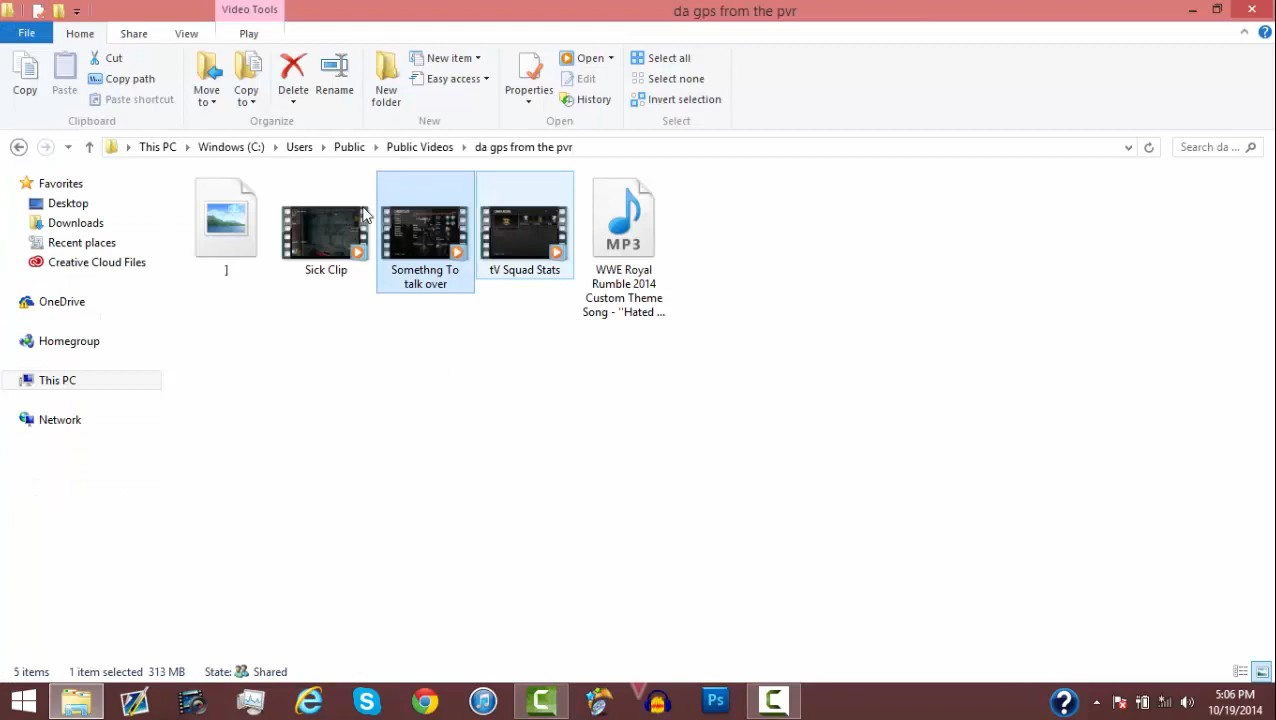 Video Tools
da gps from the pvr
File
Home
Share
View
Play
Copy
Paste
Cut
Copy path
Paste shortcut
Clipboard
Move to
Copy to
Delete
Rename
Organize
New folder
New item
Easy access
New
Properties
Open
Edit
History
Open
Select all
Select none
Invert selection
Select
This PC
Windows (C:)
Users
Public
Public Videos
da gps from the pvr
Search da ...
Favorites
Desktop
Downloads
Recent places
Creative Cloud Files
OneDrive
Homegroup
This PC
Network
]
Sick Clip
Somethng To
talk over
tV Squad Stats
MP3
WWE Royal
Rumble 2014
Custom Theme
Song - "Hated ...
5 items
1 item selected 313 MB
State:
Shared
Ps
5:06 PM
10/19/2014